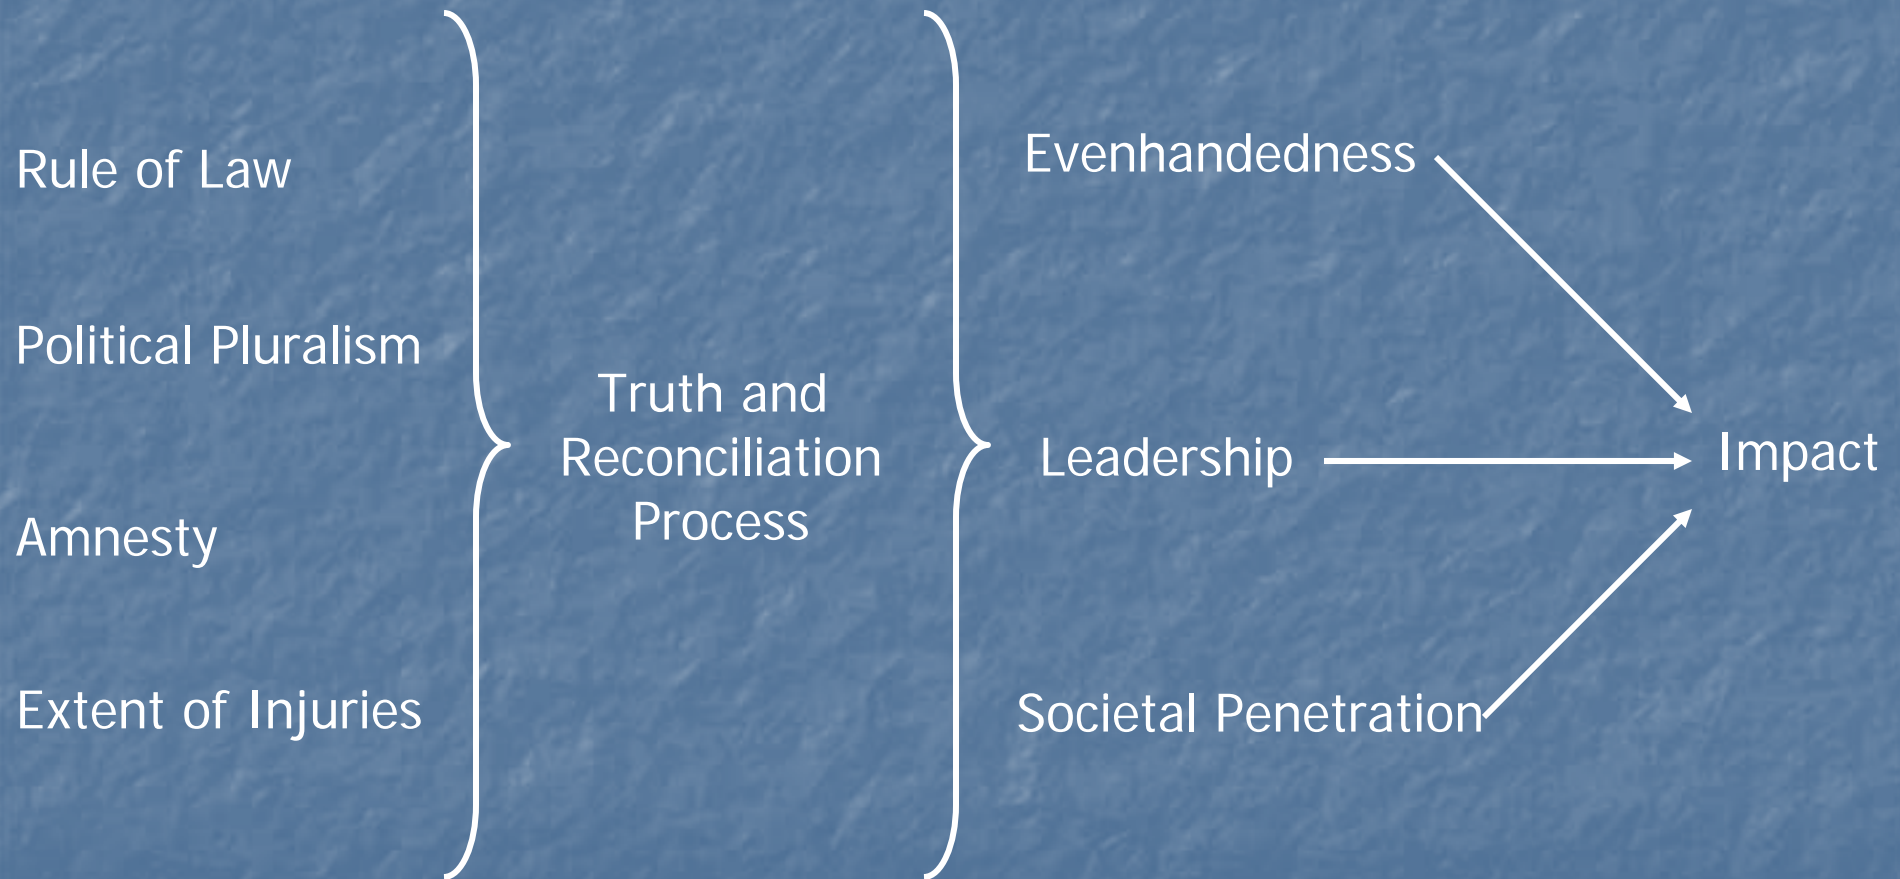 Rule of Law
Political Pluralism
Amnesty
Extent of Injuries
Truth and
Reconciliation
Process
Evenhandedness
Leadership
Societal Penetration
Impact